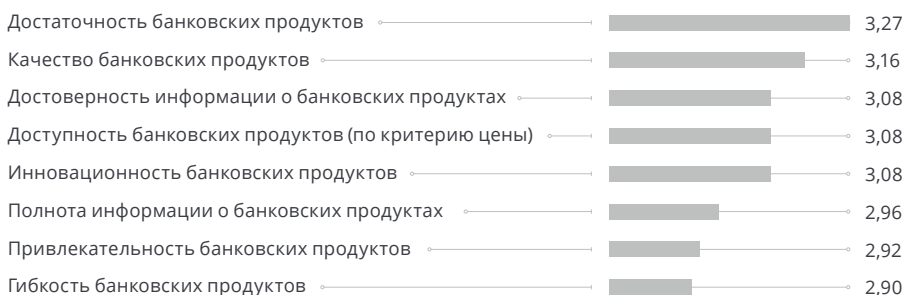 Достаточность банковских продуктов 3,27
Качество банковских продуктов 3,16
Достоверность информации о банковских продуктах 3,08
Доступность банковских продуктов (по критерию цены) 3,08
Инновационность банковских продуктов 3,08
Полнота информации о банковских продуктах 2,96
Привлекательность банковских продуктов 2,92
Гибкость банковских продуктов 2,90